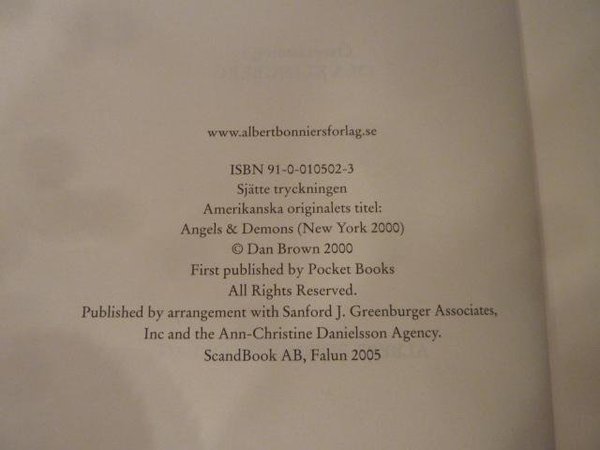 www.albertbonniersforlag.se
ISBN 91-0-010502-3
Sjätte tryckningen
Amerikanska originalets titel:
Angels & Demons (New York 2000)
© Dan Brown 2000
First published by Pocket Books
All Rights Reserved.
Published by arrangement with Sanford J. Greenburger Associates,
Inc and the Ann-Christine Danielsson Agency.
ScandBook AB, Falun 2005